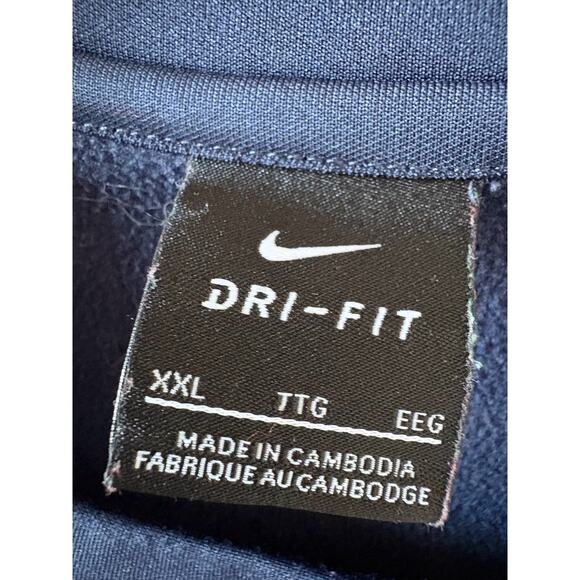 DRI-FIT
XXL TTG EEG
MADE IN CAMBODIA
FABRIQUE AU CAMBODGE